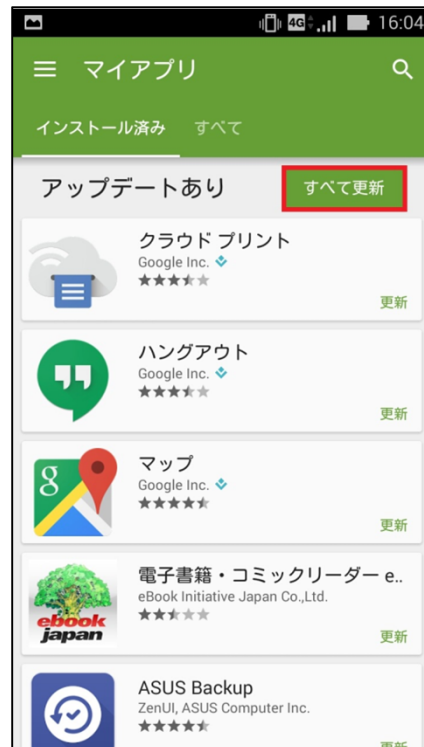 4G 16:04
マイアプリ
インストール済み すべて
アップデートあり すべて更新
クラウド プリント
Google Inc.
更新
ハングアウト
Google Inc.
更新
g
マップ
Google Inc.
更新
ebook
japan
電子書籍・コミックリーダー e..
eBook Initiative Japan Co.,Ltd.
更新
ASUS Backup
ZenUI, ASUS Computer Inc.
更新